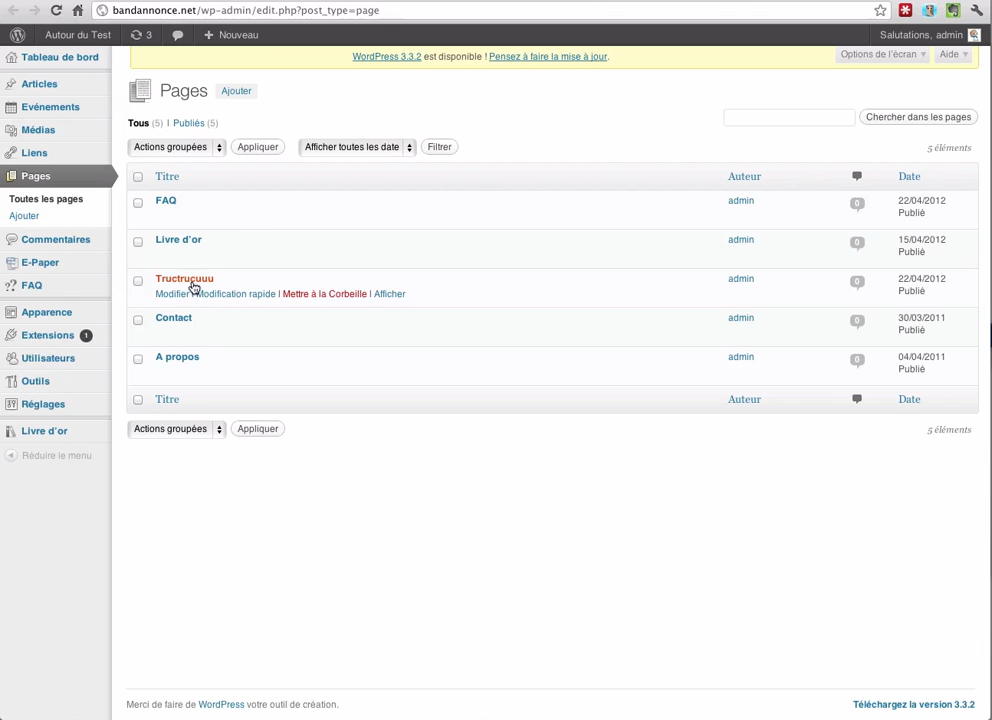 bandannonce.net/wp-admin/edit.php?post_type=page
Autour du Test 3 Nouveau Salutations, admin
WordPress 3.3.2 est disponible ! Pensez à faire la mise à jour.
Options de l'écran Aide
Tableau de bord
Articles
Evénements
Médias
Liens
Pages
Toutes les pages
Ajouter
Commentaires
E-Paper
FAQ
Apparence
Extensions 1
Utilisateurs
Outils
Réglages
Livre d'or
Réduire le menu
Pages Ajouter
Tous (5) | Publiés (5)
Chercher dans les pages
Actions groupées Appliquer Afficher toutes les date Filtrer 5 éléments
Titre Auteur Date
FAQ admin 0 22/04/2012
Publié
Livre d'or admin 0 15/04/2012
Publié
Tructrucuuu admin 0 22/04/2012
Modifier Modification rapide | Mettre à la Corbeille | Afficher Publié
Contact admin 0 30/03/2011
Publié
A propos admin 0 04/04/2011
Publié
Titre Auteur Date
Actions groupées Appliquer 5 éléments
Merci de faire de WordPress votre outil de création. Téléchargez la version 3.3.2